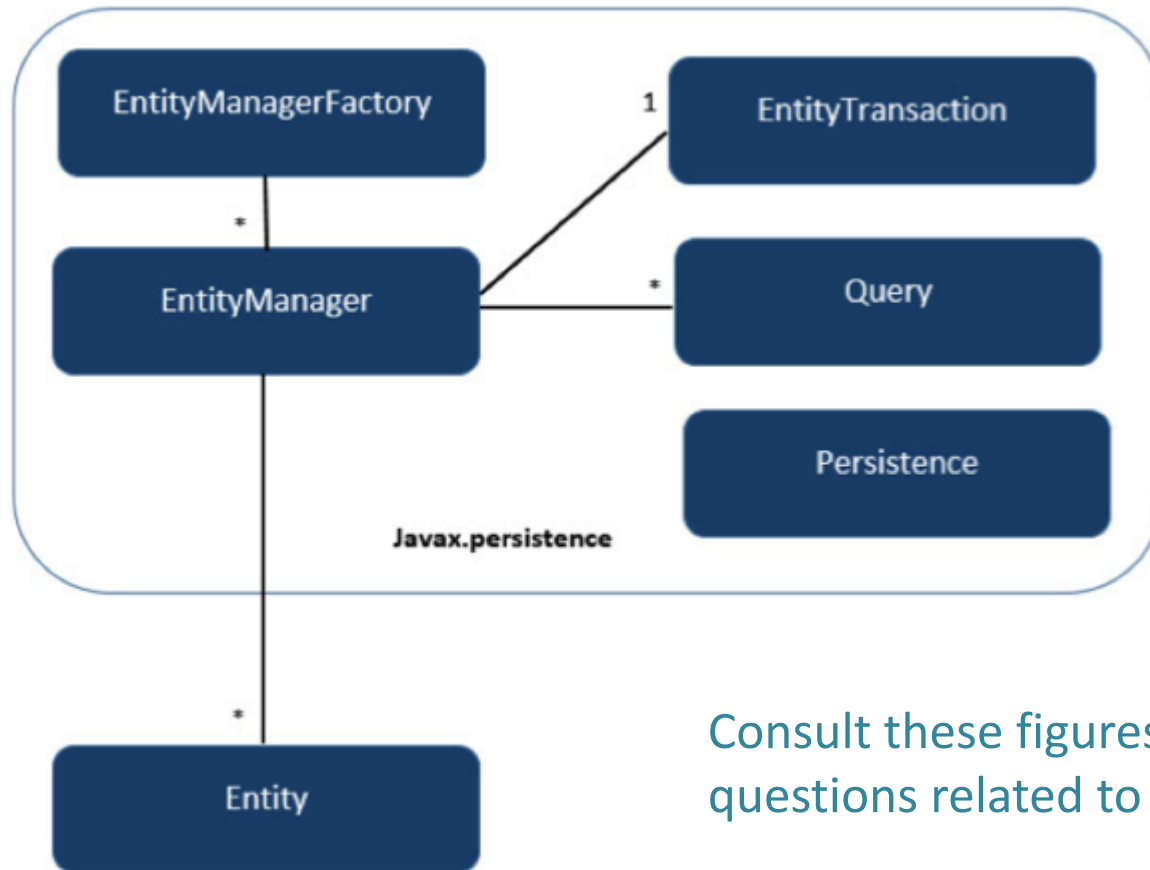 EntityManagerFactory
1
EntityTransaction
*
EntityManager
*
Query
Persistence
Javax.persistence
*
Entity
Consult these figures
questions related to